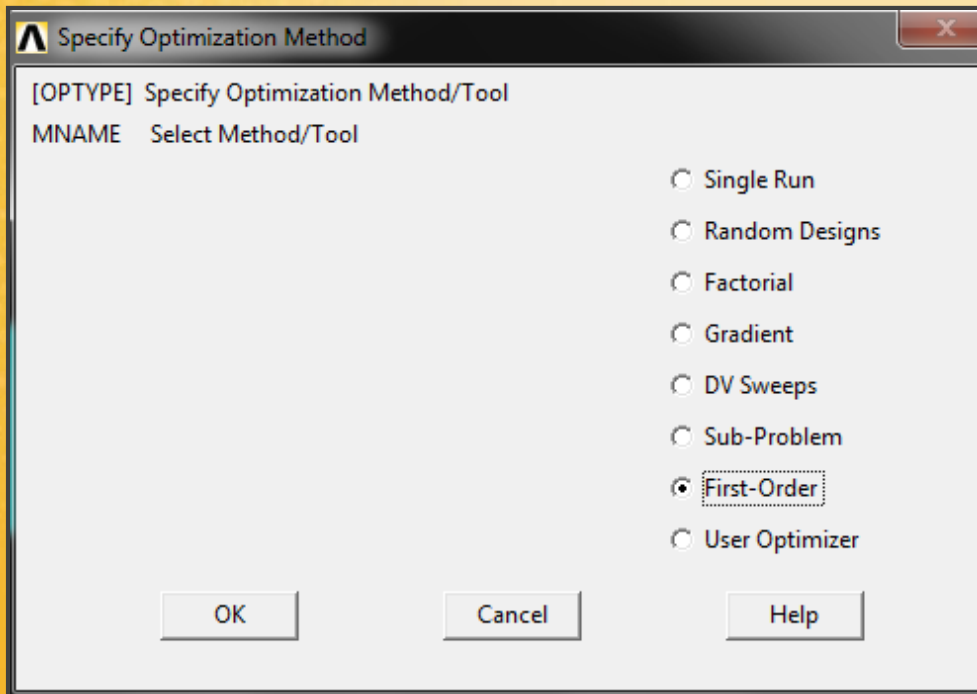 Specify Optimization Method
[OPTYPE] Specify Optimization Method/Tool
MNAME Select Method/Tool
Single Run
Random Designs
Factorial
Gradient
DV Sweeps
Sub-Problem
First-Order
User Optimizer
OK Cancel Help